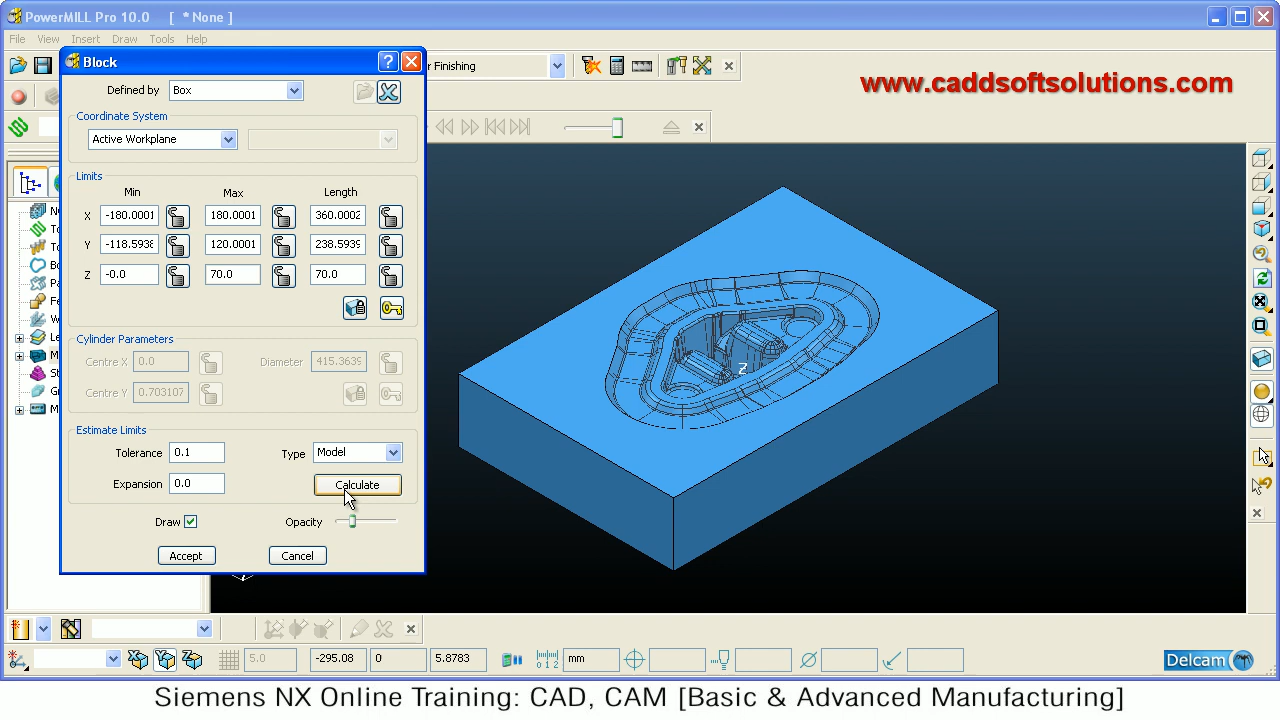 PowerMILL Pro 10.0 [ *None ]
File View Insert Draw Tools Help
r Finishing
www.caddsoftsolutions.com
Block
Defined by Box
Coordinate System
Active Workplane
Limits
Min Max Length
X -180.0001 180.0001 360.0002
Y 120.0001
Z -0.0 70.0 70.0
Cylinder Parameters
Centre X 0.0 Diameter 415.3639
Centre Y 0.703107
Estimate Limits
Tolerance 0.1 Type Model
Expansion 0.0 Calculate
Draw Opacity
Accept Cancel
Z
5.0 -295.08 0 5.8783 mm
Delcam
Siemens NX Online Training: CAD, CAM [Basic & Advanced Manufacturing]